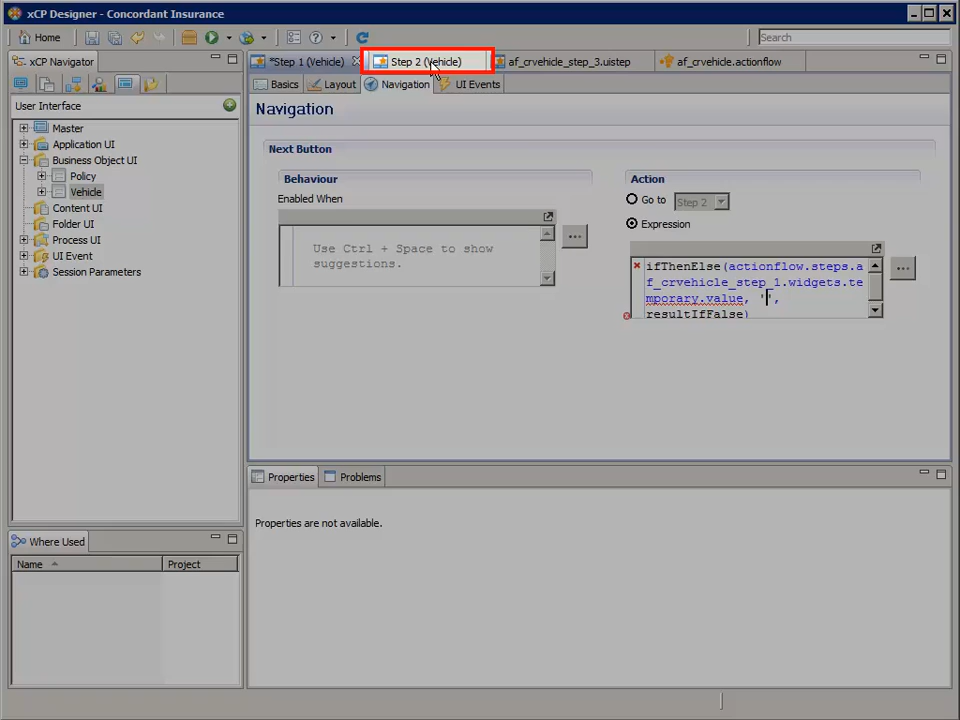 xCP Designer - Concordant Insurance
Home
Search
xCP Navigator
*Step 1 (Vehicle)
Step 2 (Vehicle)
af_crvehicle_step_3.uistep
af_crvehicle.actionflow
Basics
Layout
Navigation
UI Events
User Interface
Navigation
Master
Application UI
Business Object UI
Policy
Vehicle
Content UI
Folder UI
Process UI
UI Event
Session Parameters
Next Button
Behaviour
Action
Enabled When
Go to
Step 2
Expression
Use Ctrl + Space to show
suggestions.
...
ifThenElse(actionflow.steps.a
f_crvehicle_step_1.widgets.te
mporary.value, '',
resultIfFalse)
...
Properties
Problems
Properties are not available.
Where Used
Name
Project